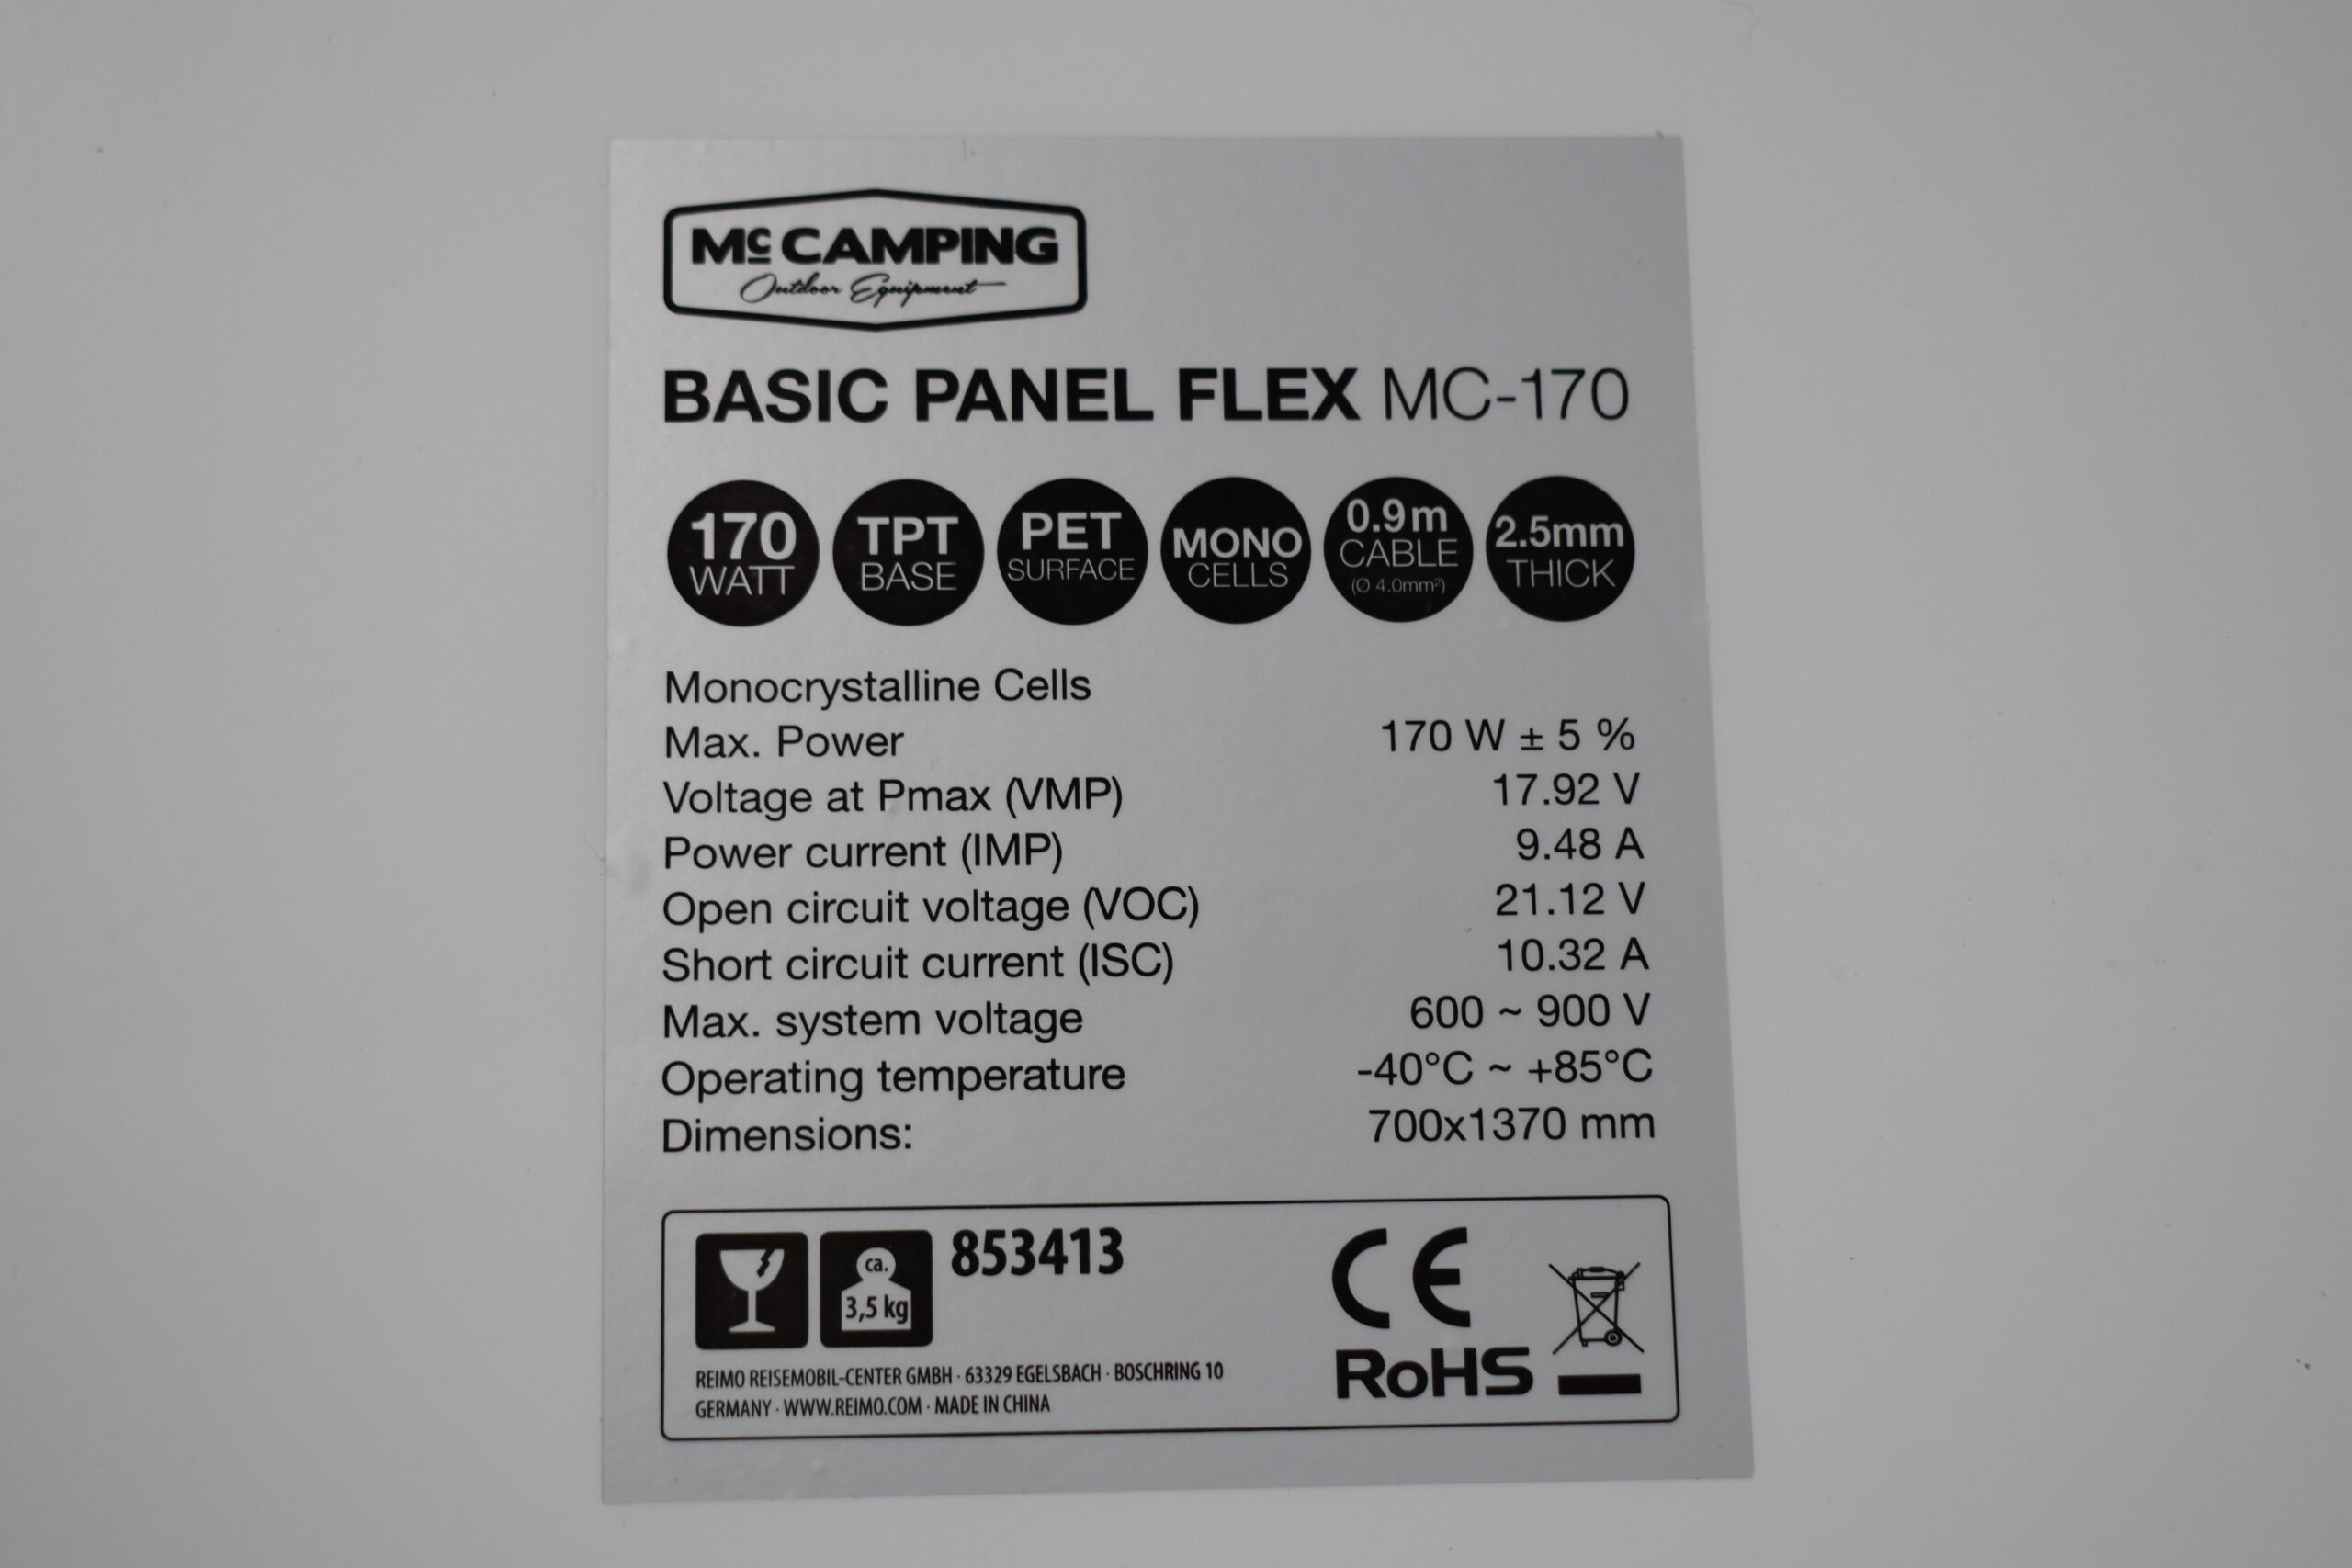 Mc CAMPING
Outdoor Equipment
BASIC PANEL FLEX MC-170
170 WATT
TPT BASE
PET SURFACE
MONO CELLS
0.9m CABLE (Ø 4.0mm²)
2.5mm THICK
Monocrystalline Cells
Max. Power 170 W ± 5 %
Voltage at Pmax (VMP) 17.92 V
Power current (IMP) 9.48 A
Open circuit voltage (VOC) 21.12 V
Short circuit current (ISC) 10.32 A
Max. system voltage 600 ~ 900 V
Operating temperature -40°C ~ +85°C
Dimensions: 700x1370 mm
ca.
3,5 kg
853413
CE
RoHS
REIMO REISEMOBIL-CENTER GMBH · 63329 EGELSBACH · BOSCHRING 10
GERMANY · WWW.REIMO.COM · MADE IN CHINA